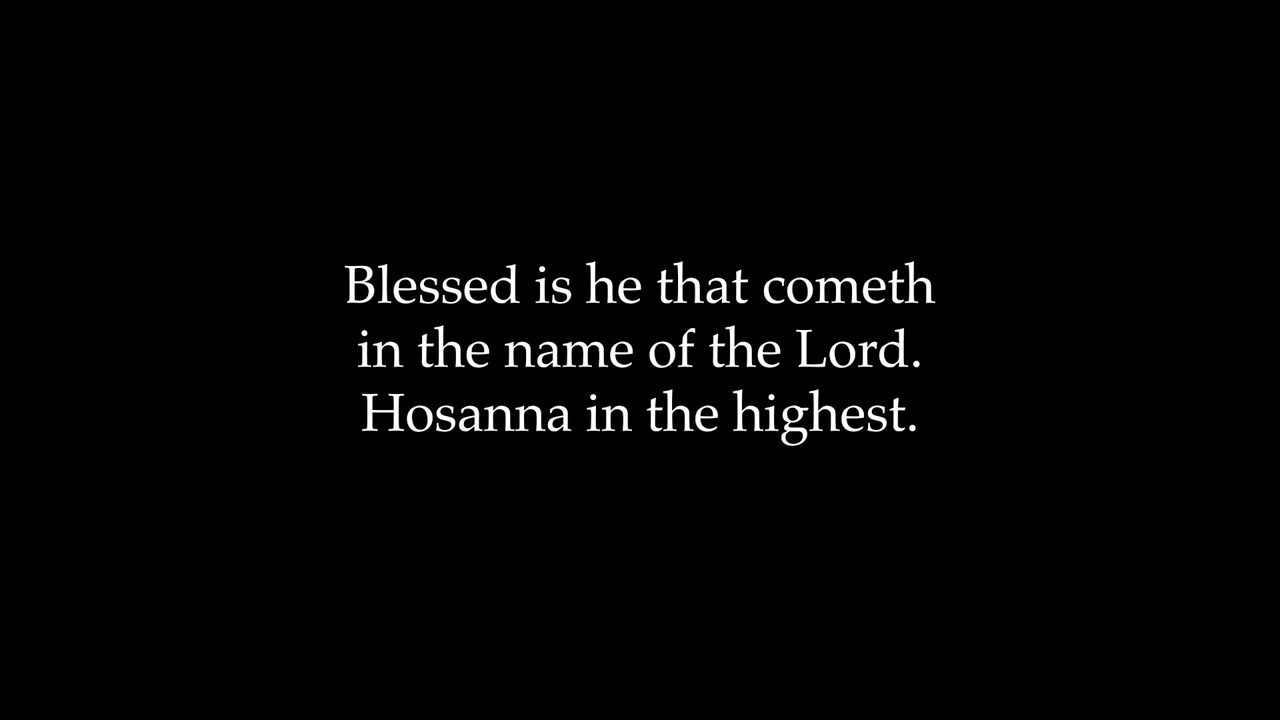 Blessed is he that cometh
in the name of the Lord.
Hosanna in the highest.